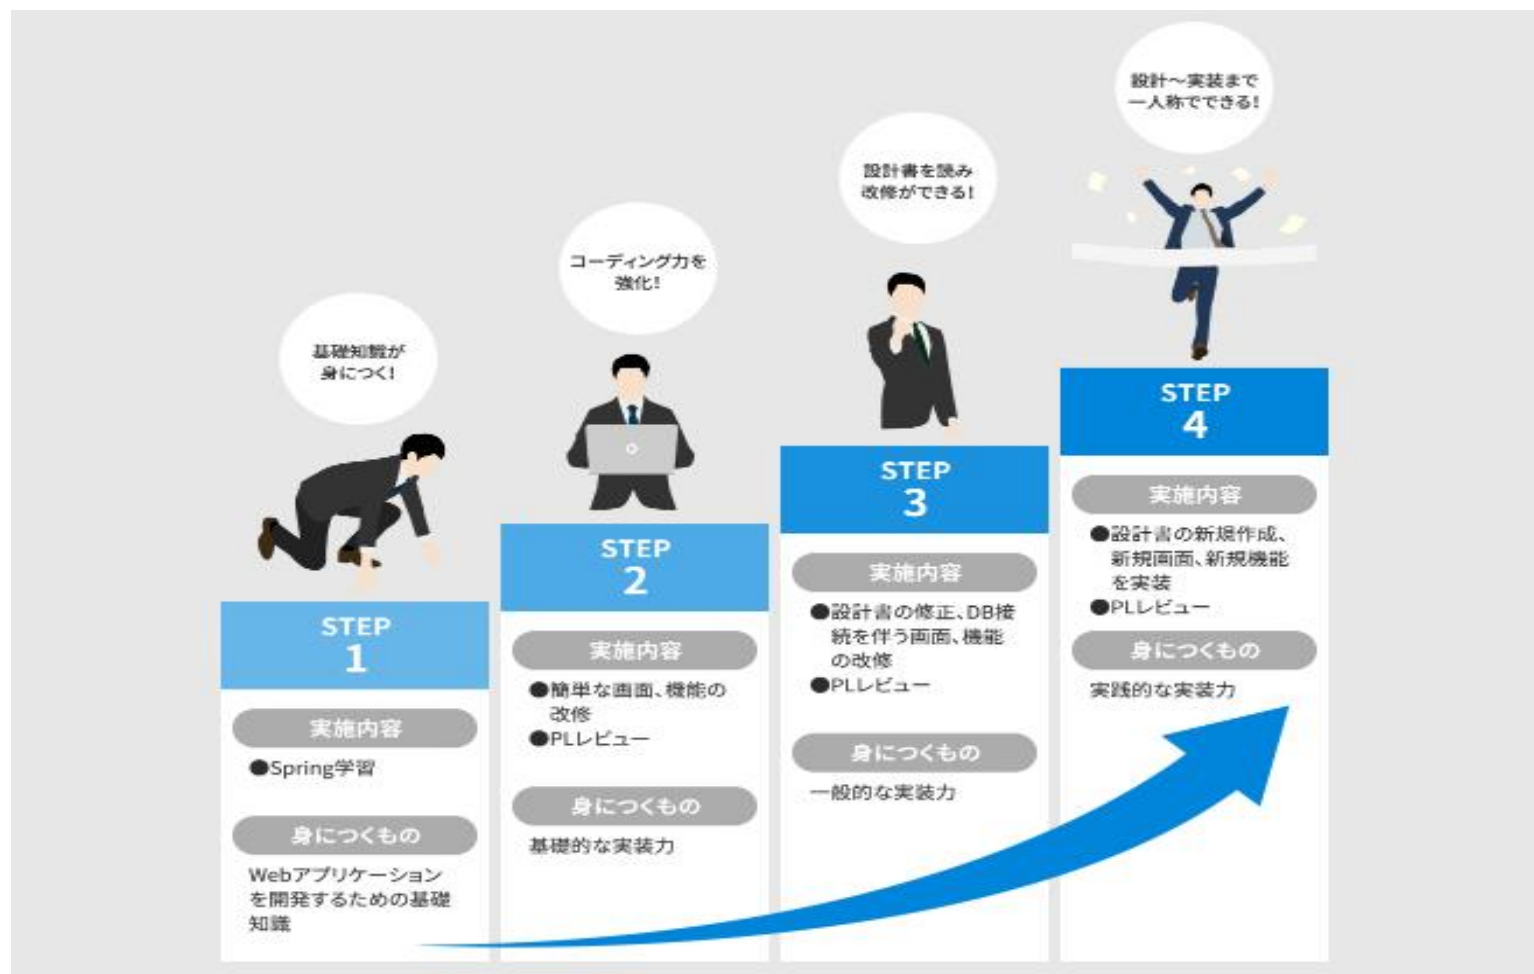 基礎知識が
身につく!
STEP
1
実施内容
●Spring学習
身につくもの
Webアプリケーション
を開発するための基礎
知識
コーディング力を
強化!
STEP
2
実施内容
●簡単な画面、機能の
改修
●PLレビュー
身につくもの
基礎的な実装力
設計書を読み
改修ができる!
STEP
3
実施内容
●設計書の修正、DB接
続を伴う画面、機能
の改修
●PLレビュー
身につくもの
一般的な実装力
設計～実装まで
一人称でできる!
STEP
4
実施内容
●設計書の新規作成、
新規画面、新規機能
を実装
●PLレビュー
身につくもの
実践的な実装力